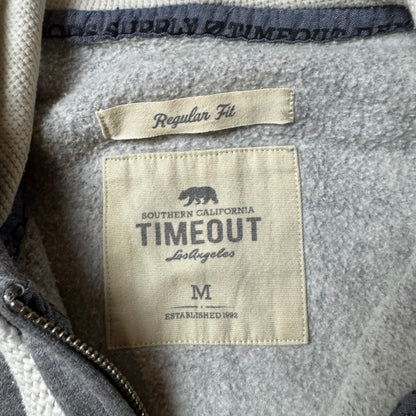 SUPPLY Ø TIMEOUT
Regular Fit
SOUTHERN CALIFORNIA
TIMEOUT
Los Angeles
M
ESTABLISHED 1992